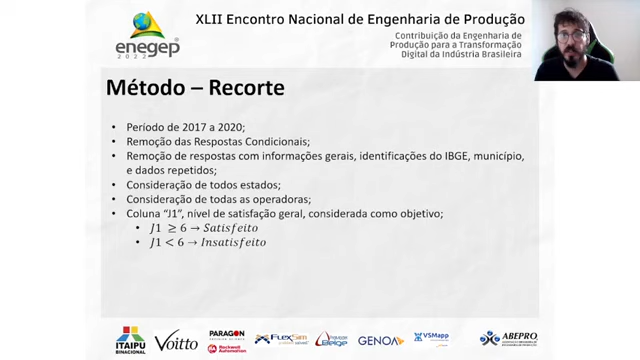 XLII Encontro Nacional de Engenharia de Produção
Contribuição da Engenharia de
Produção para a Transformação
Digital da Indústria Brasileira
enegep
2022
Método – Recorte
• Período de 2017 a 2020;
• Remoção das Respostas Condicionais;
• Remoção de respostas com informações gerais, identificações do IBGE, município,
e dados repetidos;
• Consideração de todos estados;
• Consideração de todas as operadoras;
• Coluna “J1”, nível de satisfação geral, considerada como objetivo;
• J1 ≥ 6 → Satisfeito
• J1 < 6 → Insatisfeito
ITAIPU
BINACIONAL
Voitto
PARAGON
Rockwell
Automation
FlexSim
GENOA
VSMapp
ABEPRO